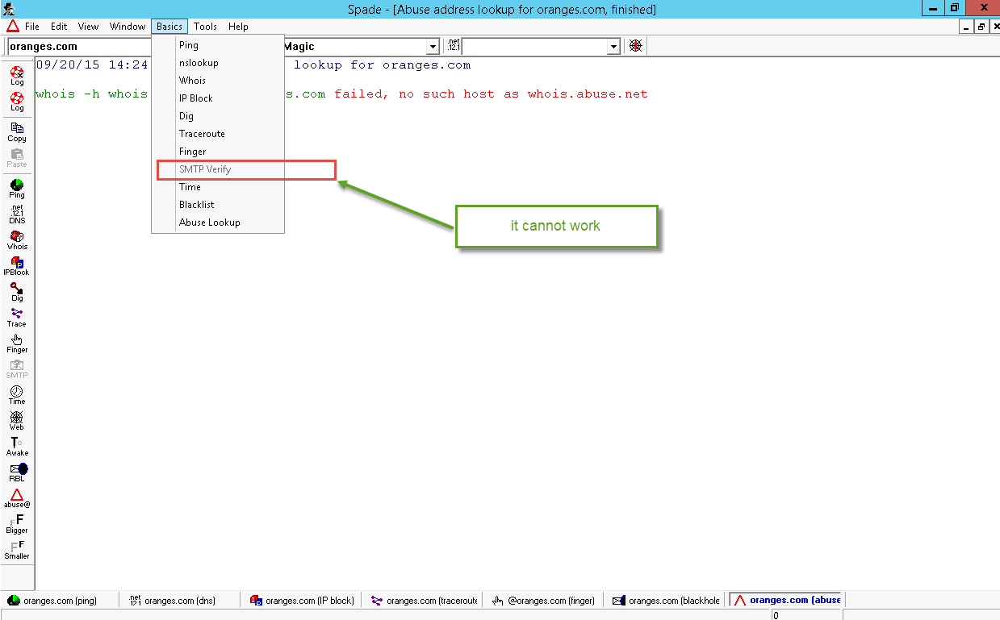 Spade - [Abuse address lookup for oranges.com, finished]
File Edit View Window Basics Tools Help
oranges.com
Magic
.net
.12.1
Ping
nslookup
Whois
IP Block
Dig
Traceroute
Finger
SMTP Verify
Time
Blacklist
Abuse Lookup
09/20/15 14:24 lookup for oranges.com
whois -h whois s.com failed, no such host as whois.abuse.net
it cannot work
Log
Log
Copy
Paste
Ping
.net
.12.1
DNS
Whois
IPBlock
Dig
Trace
Finger
SMTP
Time
Web
Awake
RBL
abuse@
Bigger
Smaller
oranges.com (ping) oranges.com (dns) oranges.com (IP block) oranges.com (traceroute @oranges.com (finger) oranges.com (blackhole oranges.com (abuse
0